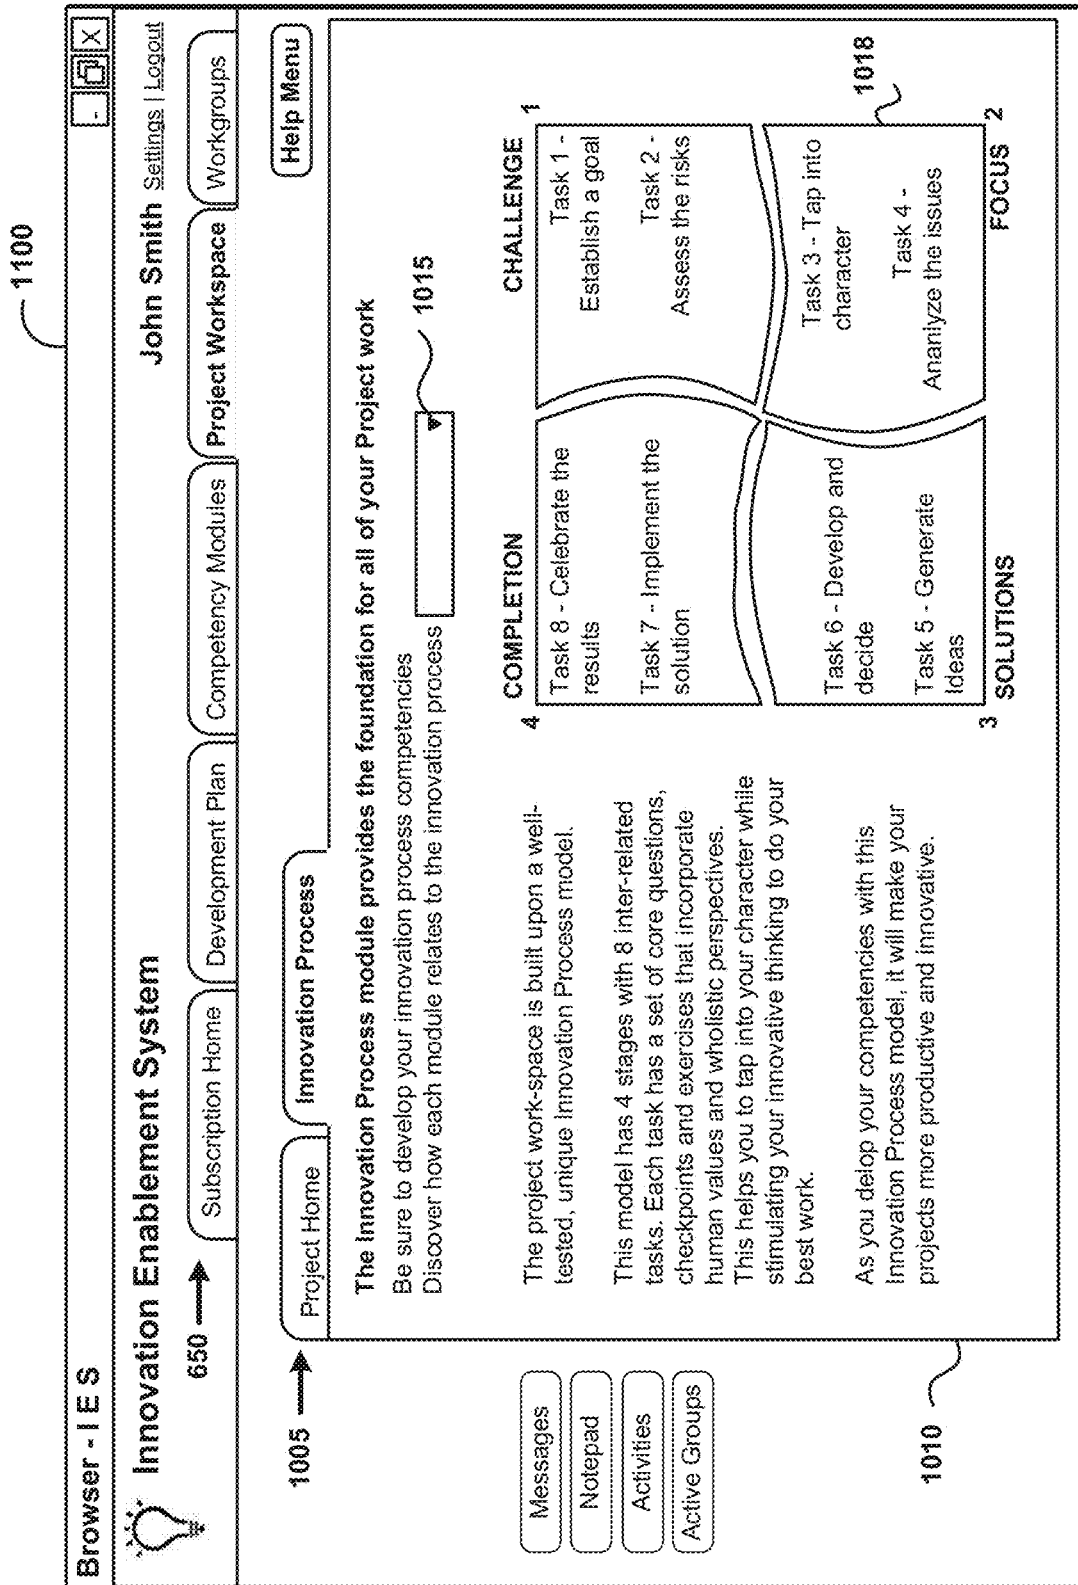 1100
Browser - I E S
- X
Innovation Enablement System
John Smith Settings | Logout
650
Subscription Home
Development Plan
Competency Modules
Project Workspace
Workgroups
1005
Project Home
Innovation Process
Help Menu
The Innovation Process module provides the foundation for all of your Project work
Be sure to develop your innovation process competencies
Discover how each module relates to the innovation process
1015
Messages
Notepad
Activities
Active Groups
1010
The project work-space is built upon a well-
tested, unique Innovation Process model.
This model has 4 stages with 8 inter-related
tasks. Each task has a set of core questions,
checkpoints and exercises that incorporate
human values and wholistic perspectives.
This helps you to tap into your character while
stimulating your innovative thinking to do your
best work.
As you delop your competencies with this
Innovation Process model, it will make your
projects more productive and innovative.
4
COMPLETION
Task 8 - Celebrate the
results
Task 7 - Implement the
solution
CHALLENGE
1
Task 1 -
Establish a goal
Task 2 -
Assess the risks
Task 6 - Develop and
decide
Task 5 - Generate
Ideas
3
SOLUTIONS
Task 3 - Tap into
character
Task 4 -
Ananlyze the issues
FOCUS
2
1018